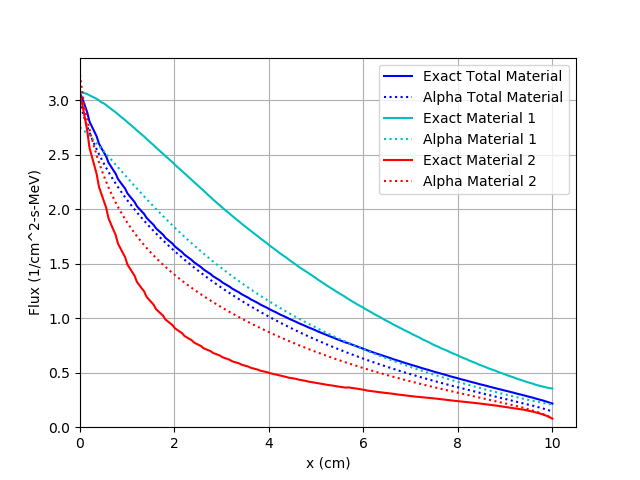 Flux (1/cm^2-s-MeV)
3.0
2.5
2.0
1.5
1.0
0.5
0.0
0
2
4
6
8
10
x (cm)
Exact Total Material
Alpha Total Material
Exact Material 1
Alpha Material 1
Exact Material 2
Alpha Material 2